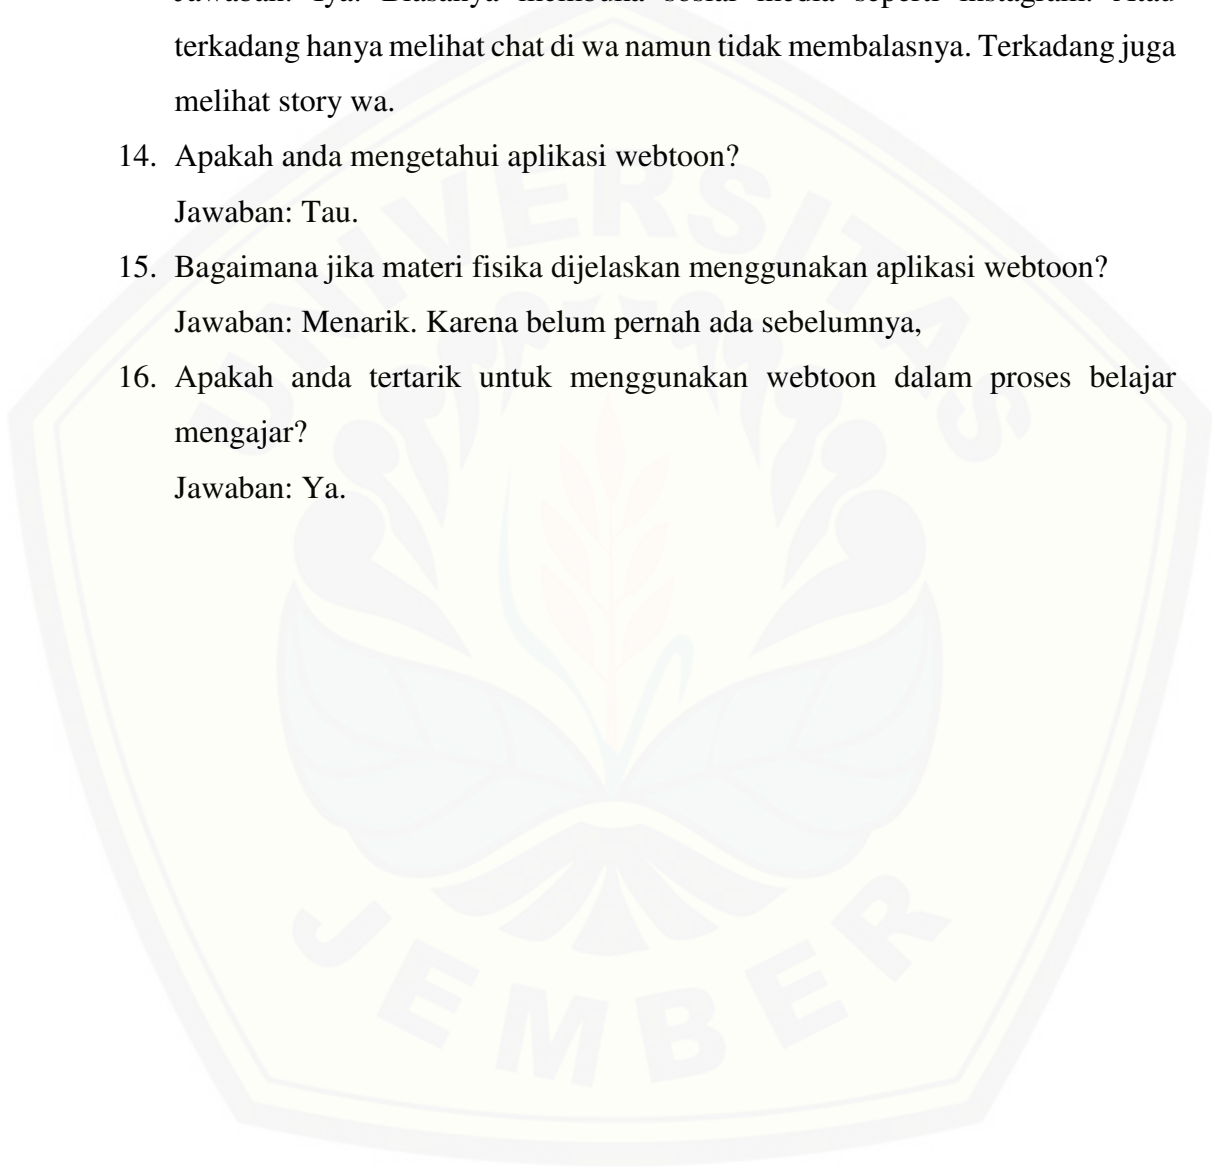 terkadang hanya melihat chat di wa namun tidak membalasnya. Terkadang juga
melihat story wa.
14. Apakah anda mengetahui aplikasi webtoon?
Jawaban: Tau.
15. Bagaimana jika materi fisika dijelaskan menggunakan aplikasi webtoon?
Jawaban: Menarik. Karena belum pernah ada sebelumnya,
16. Apakah anda tertarik untuk menggunakan webtoon dalam proses belajar
mengajar?
Jawaban: Ya.
UNIVERSITAS
JEMBER